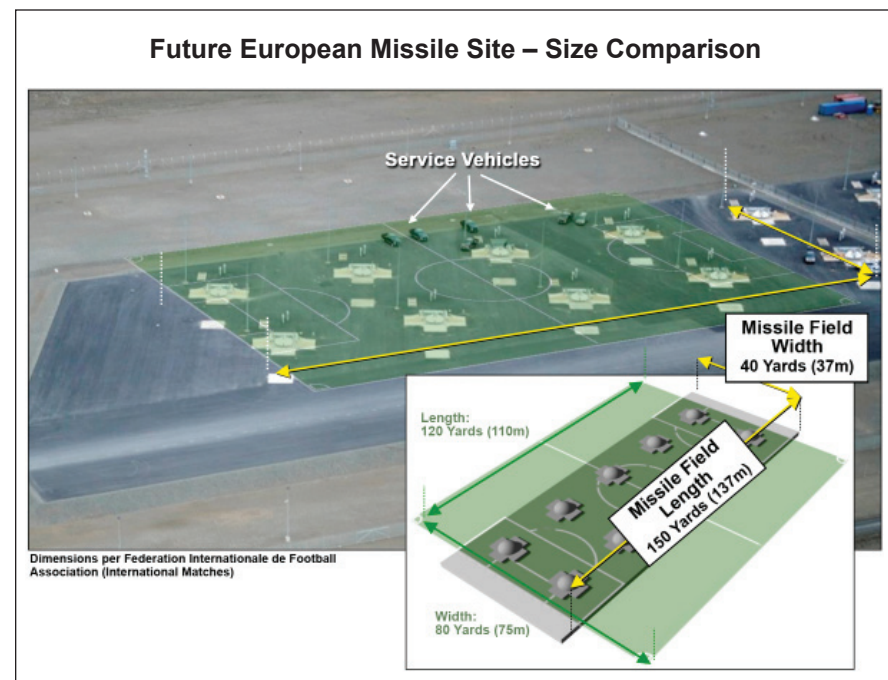 Future European Missile Site – Size Comparison
Service Vehicles
Missile Field
Width
40 Yards (37m)
Length:
120 Yards (110m)
Missile Field
Length
150 Yards (137m)
Width:
80 Yards (75m)
Dimensions per Federation Internationale de Football
Association (International Matches)